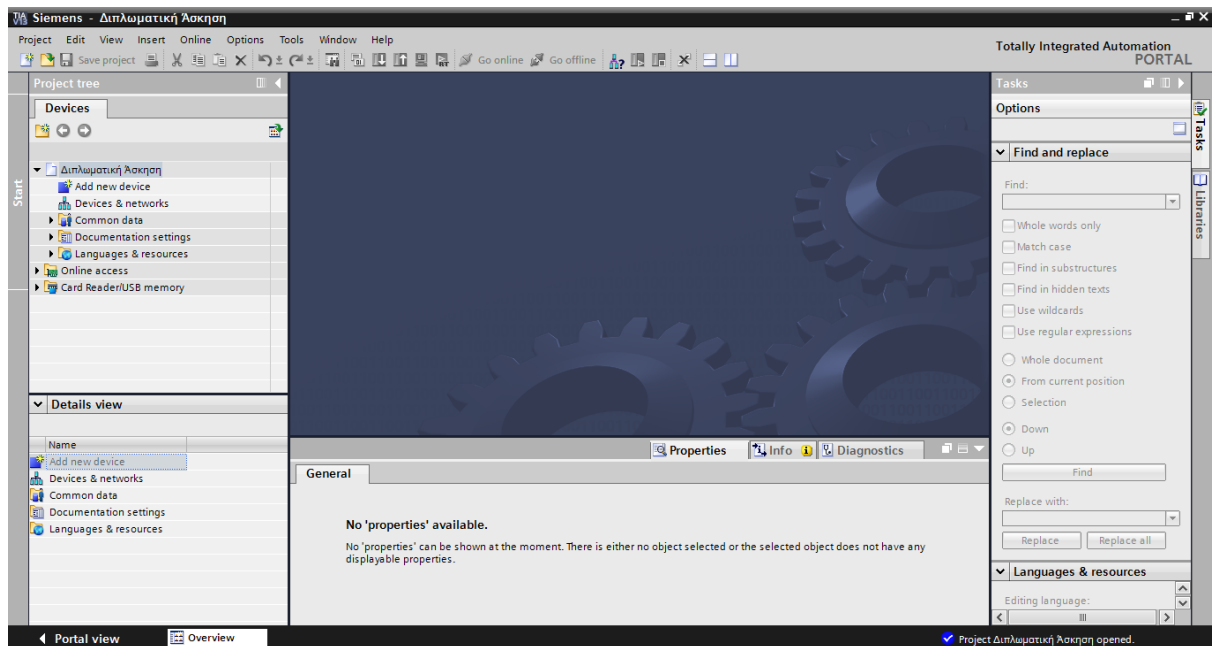 Siemens - Διπλωματική Άσκηση
Project Edit View Insert Online Options Tools Window Help
Totally Integrated Automation
PORTAL
Save project Go online Go offline
Project tree
Devices
Start
Διπλωματική Άσκηση
Add new device
Devices & networks
Common data
Documentation settings
Languages & resources
Online access
Card Reader/USB memory
Details view
Name
Add new device
Devices & networks
Common data
Documentation settings
Languages & resources
Properties Info Diagnostics
General
No 'properties' available.
No 'properties' can be shown at the moment. There is either no object selected or the selected object does not have any
displayable properties.
Tasks
Options
Find and replace
Find:
Whole words only
Match case
Find in substructures
Find in hidden texts
Use wildcards
Use regular expressions
Whole document
From current position
Selection
Down
Up
Find
Replace with:
Replace Replace all
Languages & resources
Editing language:
Tasks
Libraries
Portal view Overview
Project Διπλωματική Άσκηση opened.